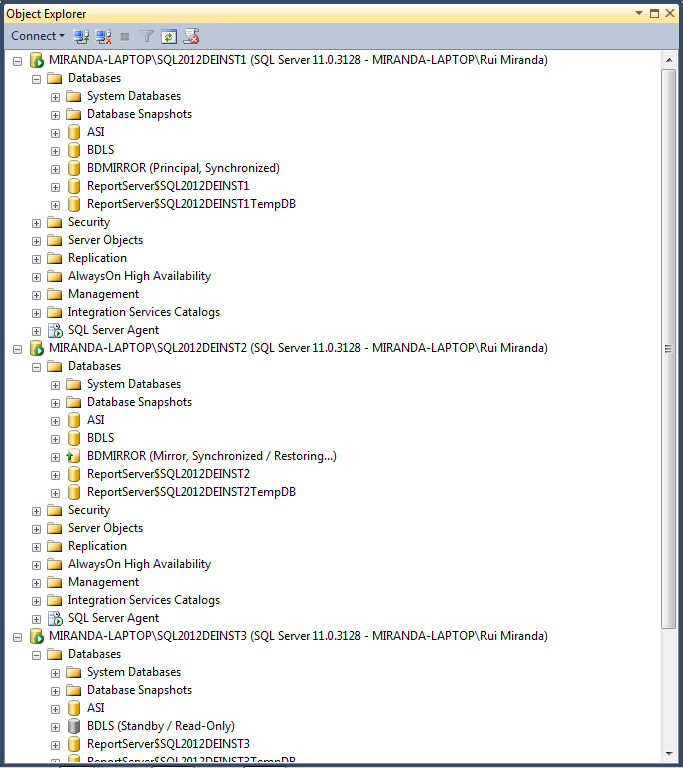 Object Explorer
Connect
MIRANDA-LAPTOP\SQL2012DEINST1 (SQL Server 11.0.3128 - MIRANDA-LAPTOP\Rui Miranda)
Databases
System Databases
Database Snapshots
ASI
BDLS
BDMIRROR (Principal, Synchronized)
ReportServer$SQL2012DEINST1
ReportServer$SQL2012DEINST1TempDB
Security
Server Objects
Replication
AlwaysOn High Availability
Management
Integration Services Catalogs
SQL Server Agent
MIRANDA-LAPTOP\SQL2012DEINST2 (SQL Server 11.0.3128 - MIRANDA-LAPTOP\Rui Miranda)
Databases
System Databases
Database Snapshots
ASI
BDLS
BDMIRROR (Mirror, Synchronized / Restoring...)
ReportServer$SQL2012DEINST2
ReportServer$SQL2012DEINST2TempDB
Security
Server Objects
Replication
AlwaysOn High Availability
Management
Integration Services Catalogs
SQL Server Agent
MIRANDA-LAPTOP\SQL2012DEINST3 (SQL Server 11.0.3128 - MIRANDA-LAPTOP\Rui Miranda)
Databases
System Databases
Database Snapshots
ASI
BDLS (Standby / Read-Only)
ReportServer$SQL2012DEINST3
ReportServer$SQL2012DEINST3TempDB